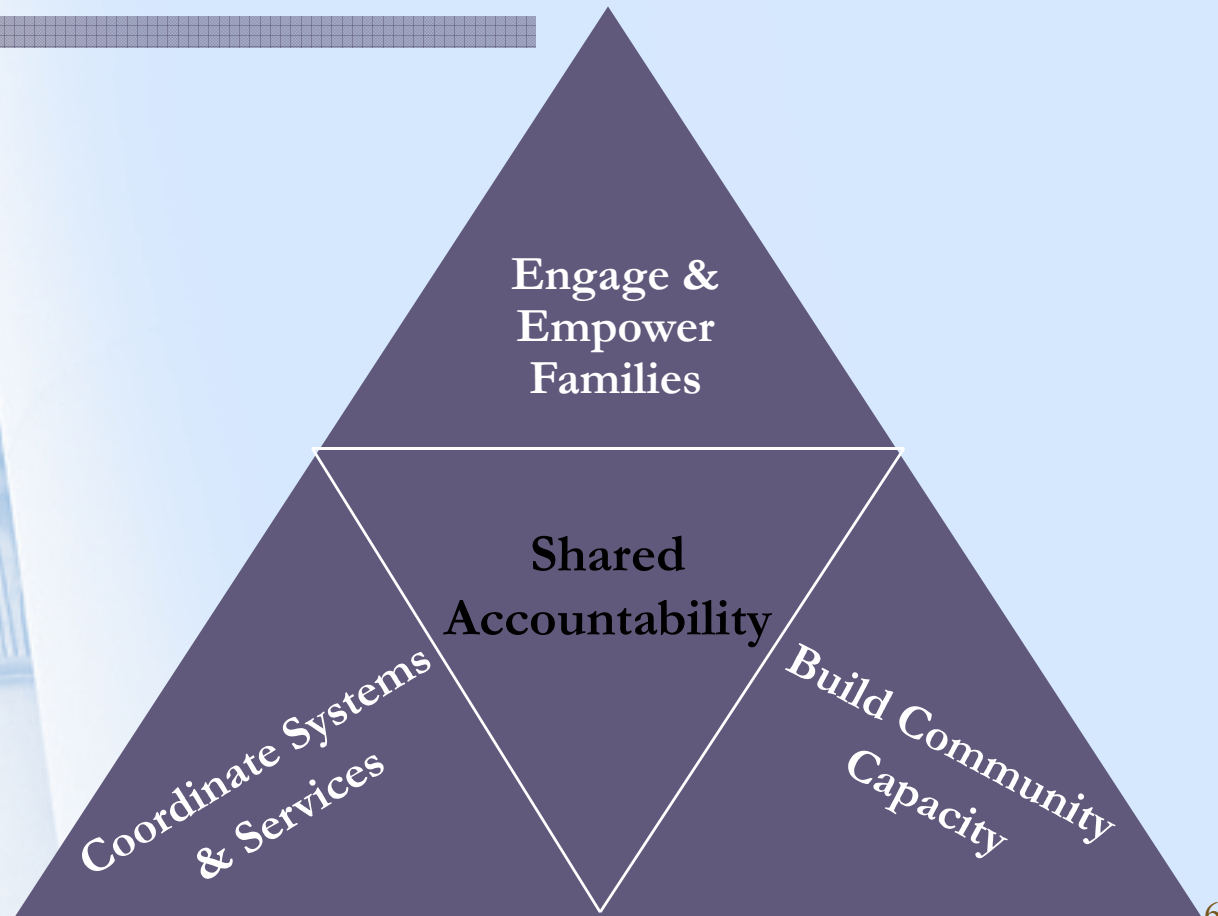 Engage &
Empower
Families
Shared
Accountability
Coordinate Systems
& Services
Build Community
Capacity